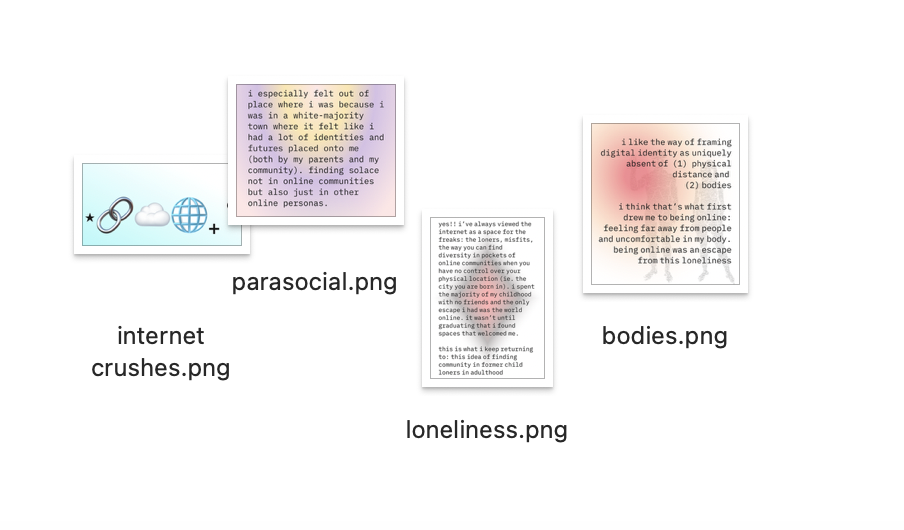 i especially felt out of
place where i was because i
was in a white-majority
town where it felt like i
had a lot of identities and
futures placed onto me
(both by my parents and my
community). finding solace
not in online communities
but also just in other
online personas.
parasocial.png
internet
crushes.png
yes!! i've always viewed the
internet as a space for the
freaks: the loners, misfits,
the way you can find
diversity in pockets of
online communities when you
have no control over your
physical location (ie. the
city you are born in). i spent
the majority of my childhood
with no friends and the only
escape i had was the world
online. it wasn't until
graduating that i found
spaces that welcomed me.
this is what i keep returning
to: this idea of finding
community in former child
loners in adulthood
loneliness.png
i like the way of framing
digital identity as uniquely
absent of (1) physical
distance and
(2) bodies
i think that's what first
drew me to being online:
feeling far away from people
and uncomfortable in my body.
being online was an escape
from this loneliness
bodies.png